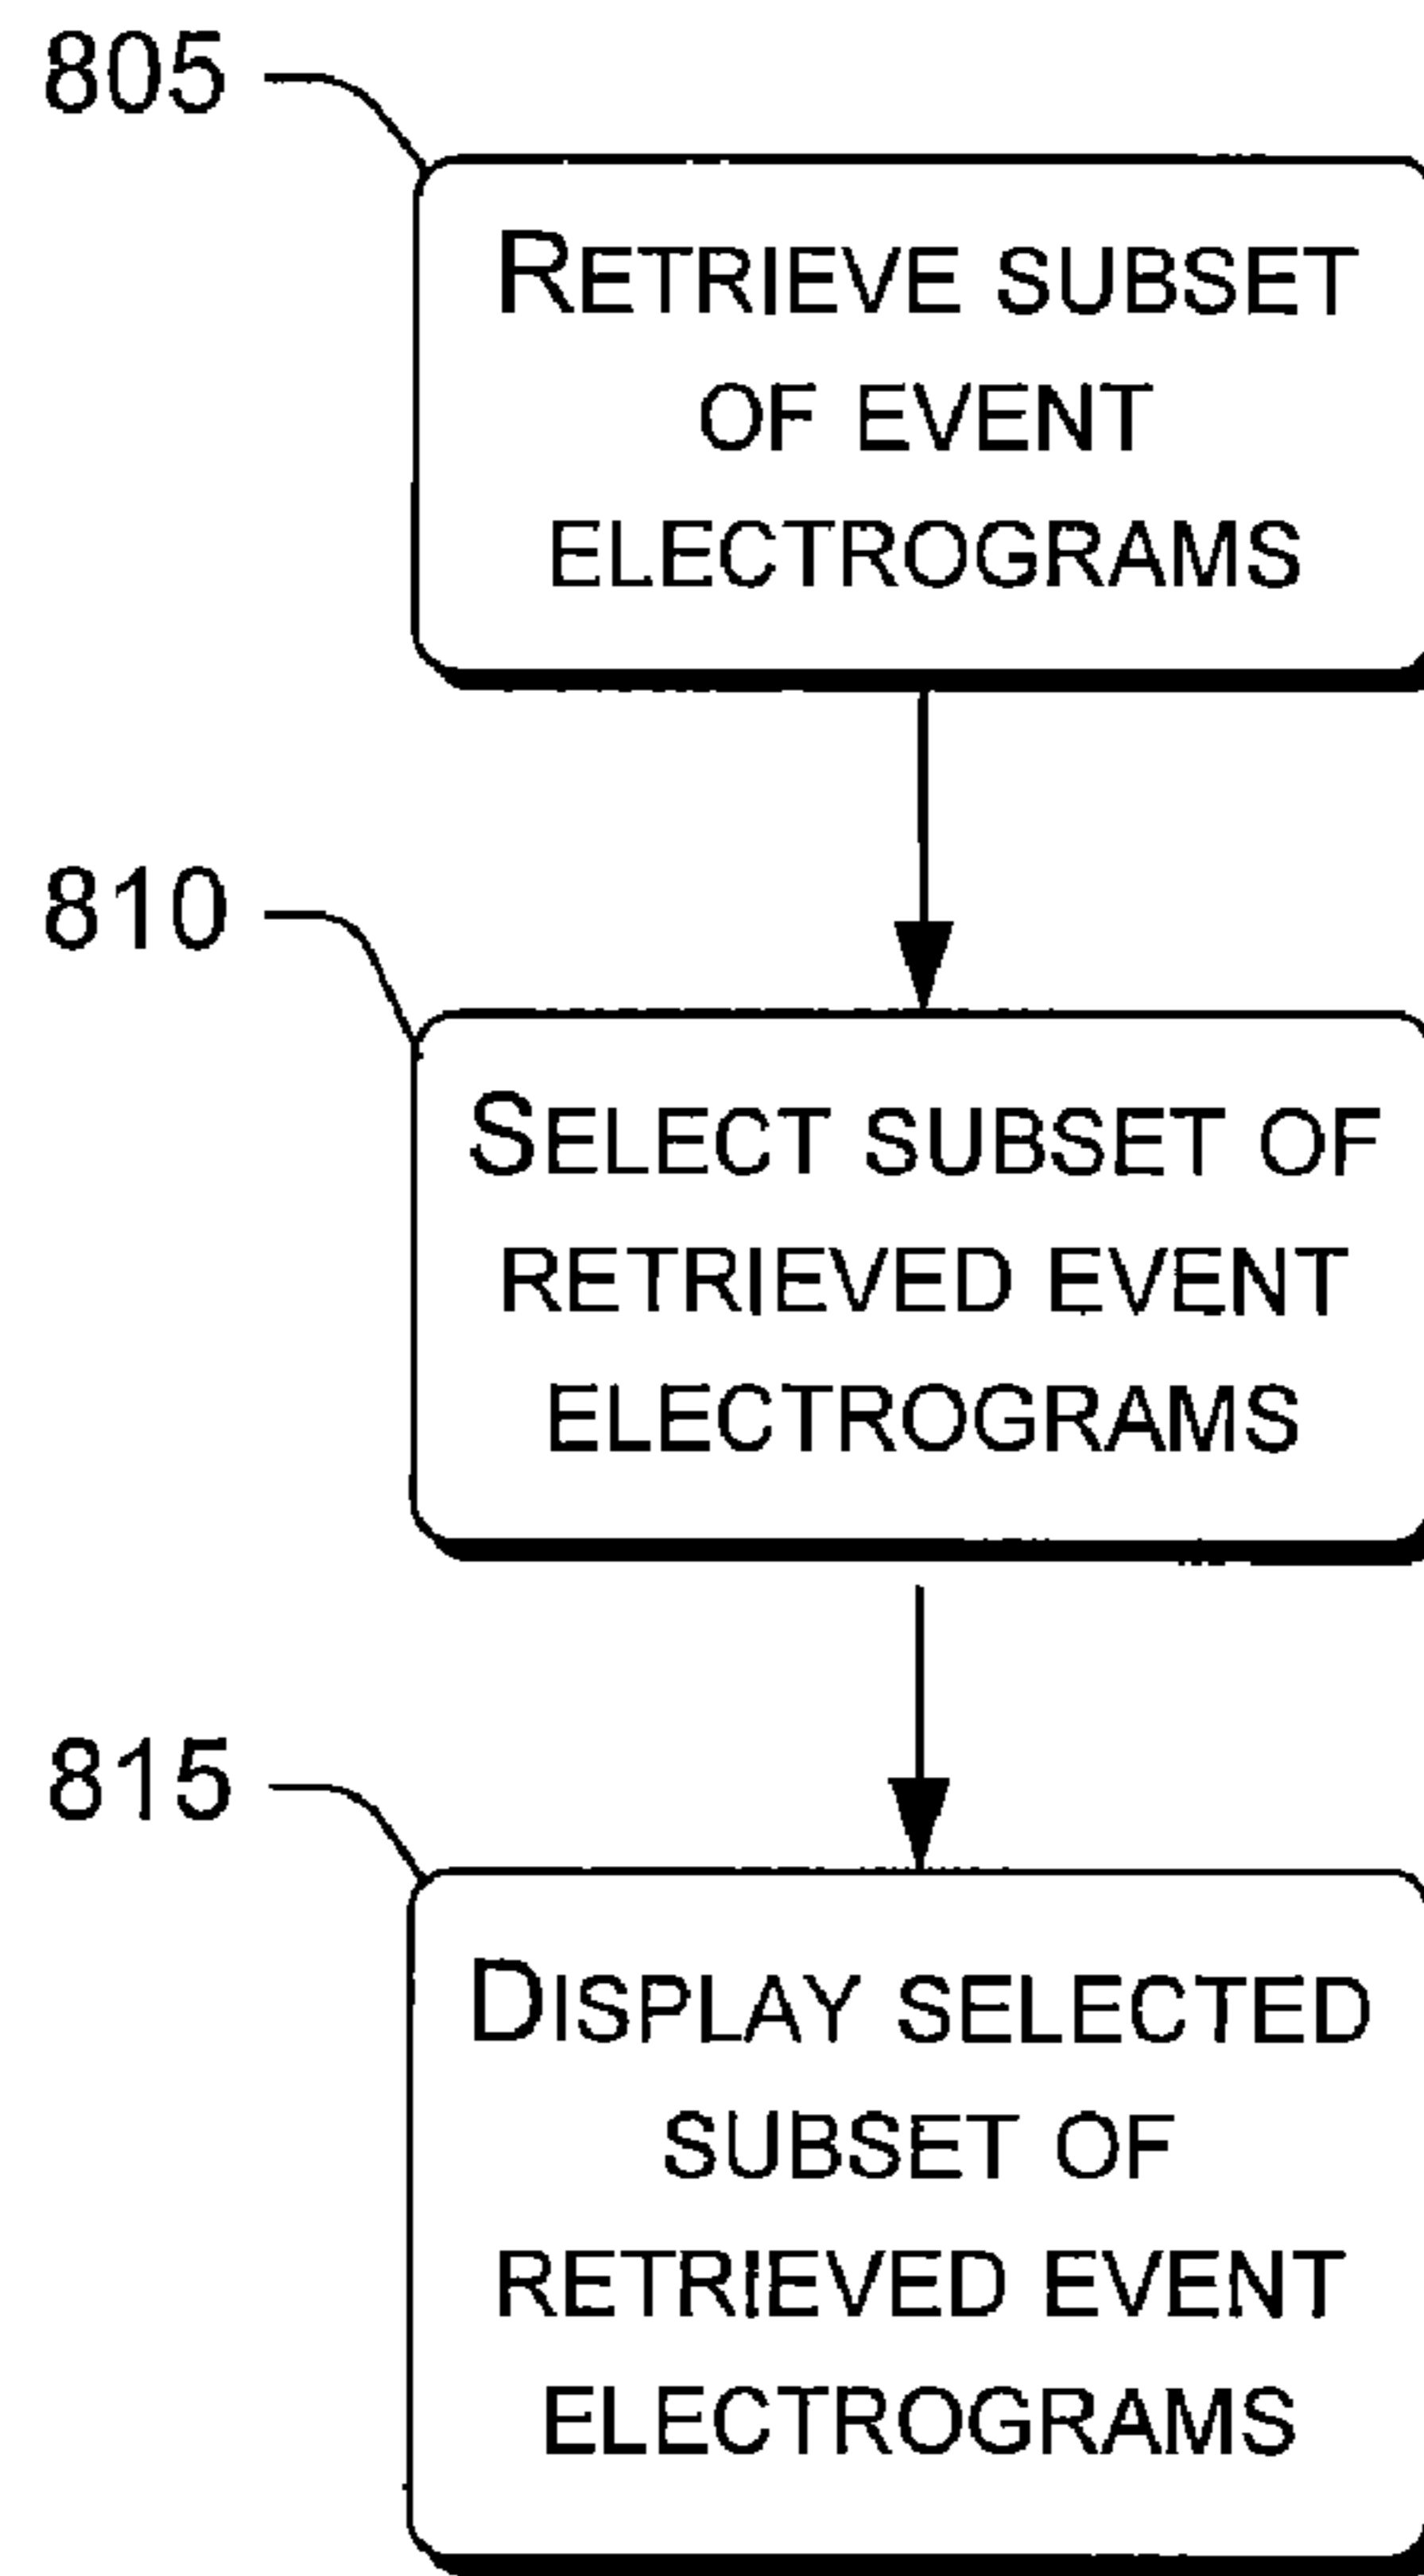 805
RETRIEVE SUBSET
OF EVENT
ELECTROGRAMS
810
SELECT SUBSET OF
RETRIEVED EVENT
ELECTROGRAMS
815
DISPLAY SELECTED
SUBSET OF
RETRIEVED EVENT
ELECTROGRAMS